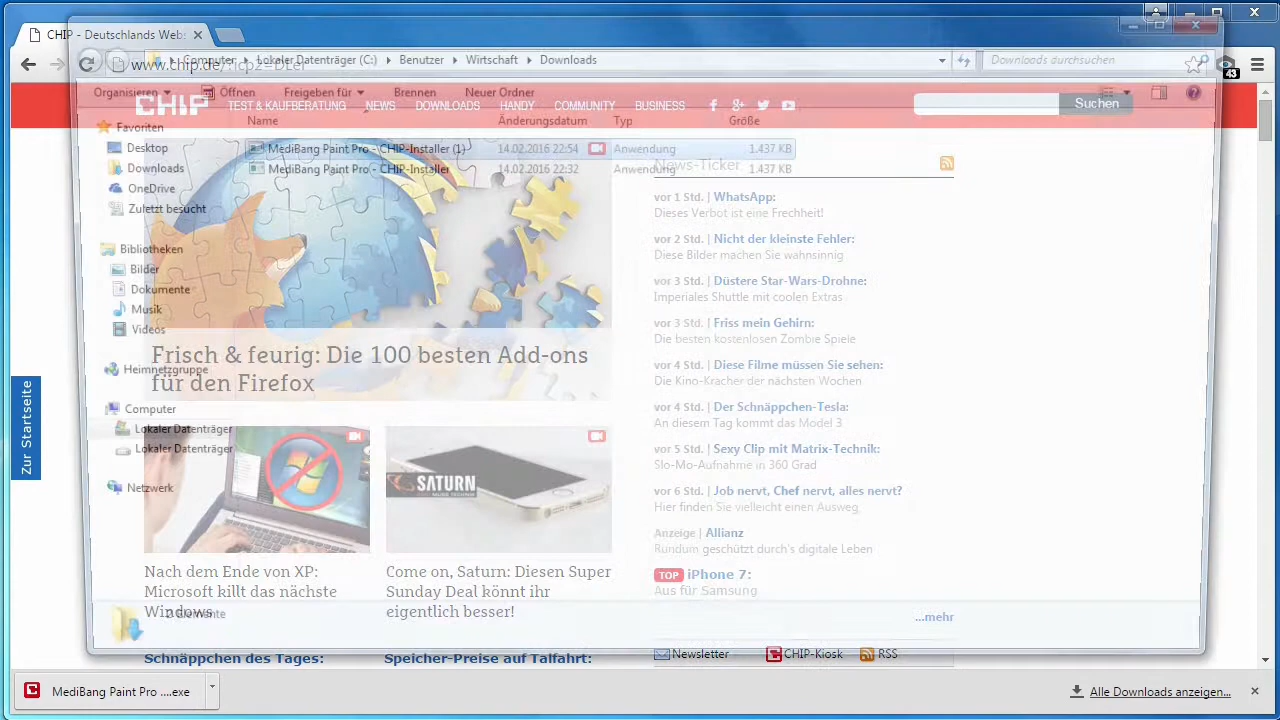 CHIP - Deutschlands Webs
Computer Lokaler Datenträger (C:) Benutzer Wirtschaft Downloads
Downloads durchsuchen
43
Organisieren Öffnen Freigeben für Brennen Neuer Ordner
CHIP TEST & KAUFBERATUNG NEWS DOWNLOADS HANDY COMMUNITY BUSINESS
Suchen
Name Änderungsdatum Typ Größe
MediBang Paint Pro - CHIP-Installer (1) 14.02.2016 22:54 Anwendung 1.437 KB
MediBang Paint Pro - CHIP-Installer 14.02.2016 22:32 Anwendung 1.437 KB
Favoriten
Desktop
Downloads
OneDrive
Zuletzt besucht
Bibliotheken
Bilder
Dokumente
Musik
Videos
Heimnetzgruppe
Computer
Lokaler Datenträger
Lokaler Datenträger
Netzwerk
2 Elemente
Zur Startseite
Frisch & feurig: Die 100 besten Add-ons
für den Firefox
SATURN
Nach dem Ende von XP:
Microsoft killt das nächste
Windows
Come on, Saturn: Diesen Super
Sunday Deal könnt ihr
eigentlich besser!
Schnäppchen des Tages:
Speicher-Preise auf Talfahrt:
News-Ticker
vor 1 Std. | WhatsApp:
Dieses Verbot ist eine Frechheit!
vor 2 Std. | Nicht der kleinste Fehler:
Diese Bilder machen Sie wahnsinnig
vor 3 Std. | Düstere Star-Wars-Drohne:
Imperiales Shuttle mit coolen Extras
vor 3 Std. | Friss mein Gehirn:
Die besten kostenlosen Zombie Spiele
vor 4 Std. | Diese Filme müssen Sie sehen:
Die Kino-Kracher der nächsten Wochen
vor 4 Std. | Der Schnäppchen-Tesla:
An diesem Tag kommt das Model 3
vor 5 Std. | Sexy Clip mit Matrix-Technik:
Slo-Mo-Aufnahme in 360 Grad
vor 6 Std. | Job nervt, Chef nervt, alles nervt?
Hier finden Sie vielleicht einen Ausweg
Anzeige | Allianz
Rundum geschützt durch's digitale Leben
TOP iPhone 7:
Aus für Samsung
...mehr
Newsletter CHIP-Kiosk RSS
MediBang Paint Pro ....exe
Alle Downloads anzeigen...